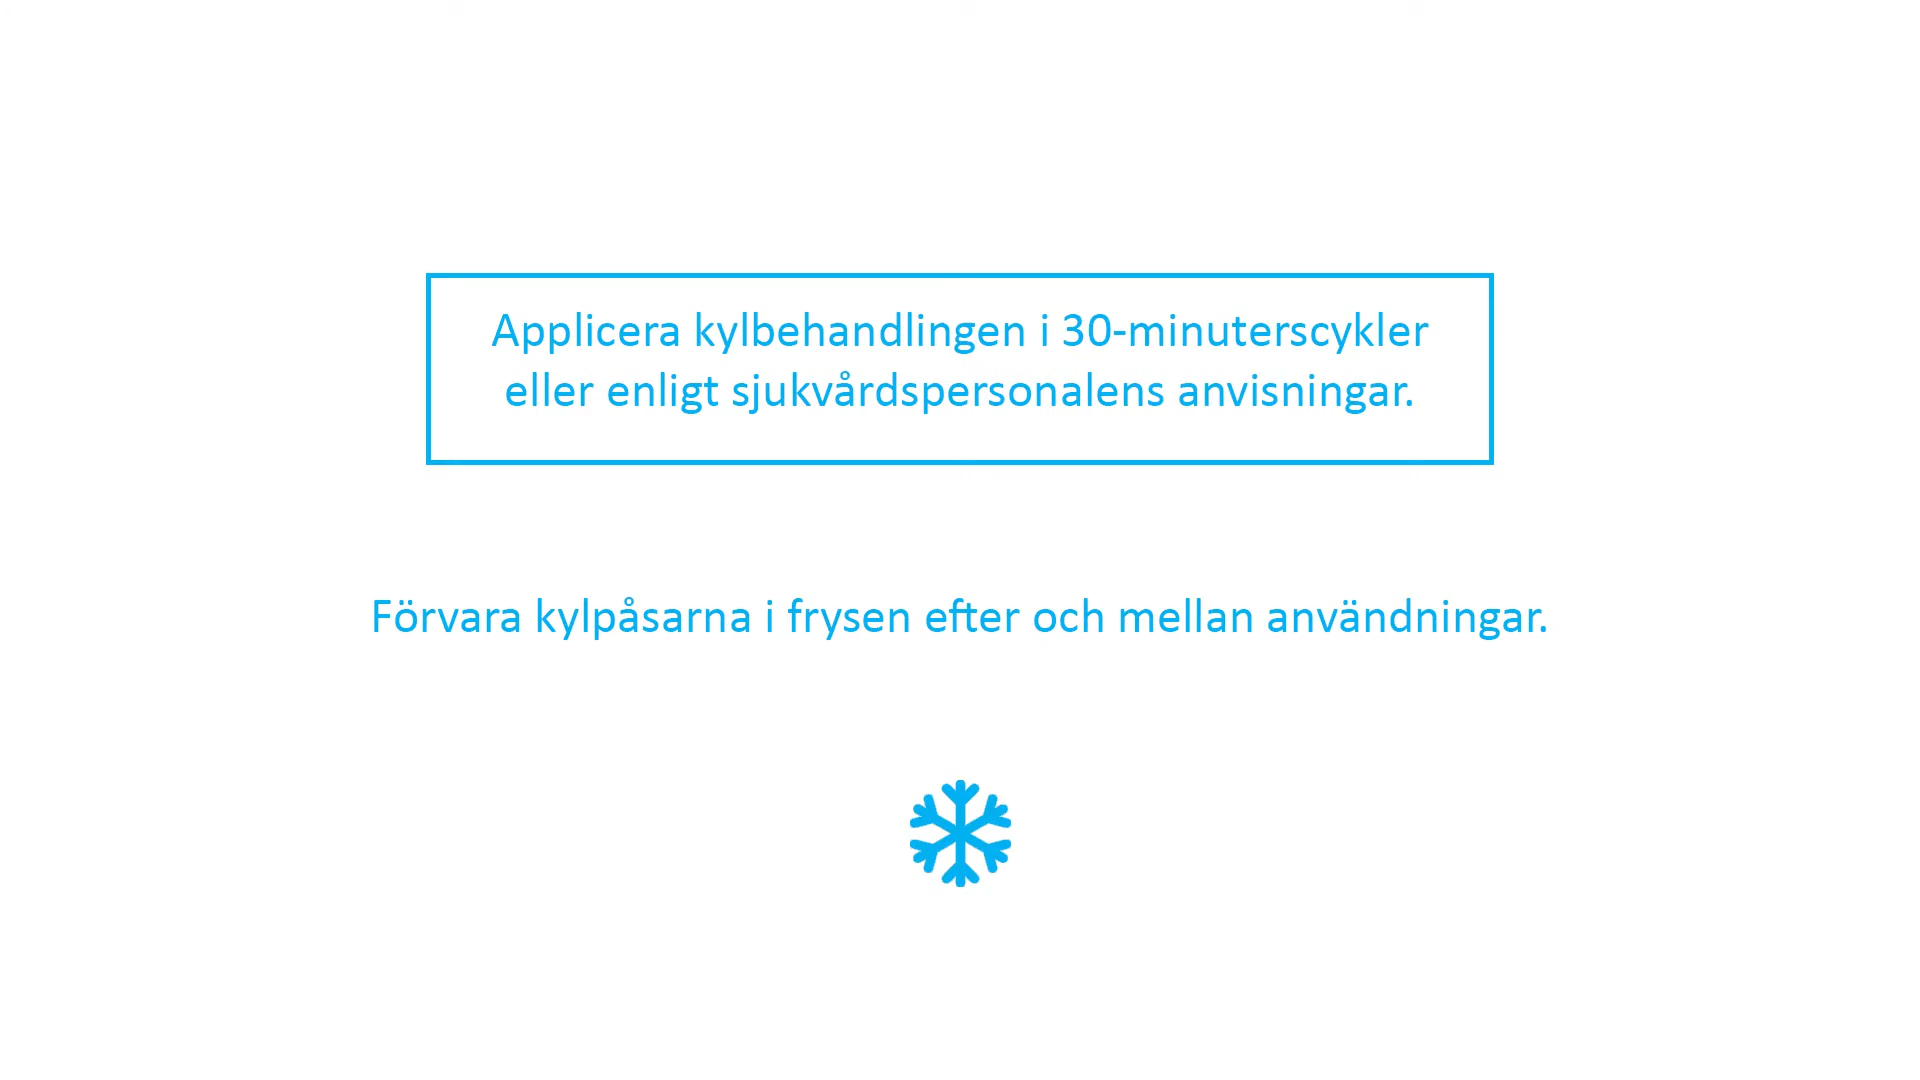 Applicera kylbehandlingen i 30-minuterscykler
eller enligt sjukvårdspersonalens anvisningar.
Förvara kylpåsarna i frysen efter och mellan användningar.